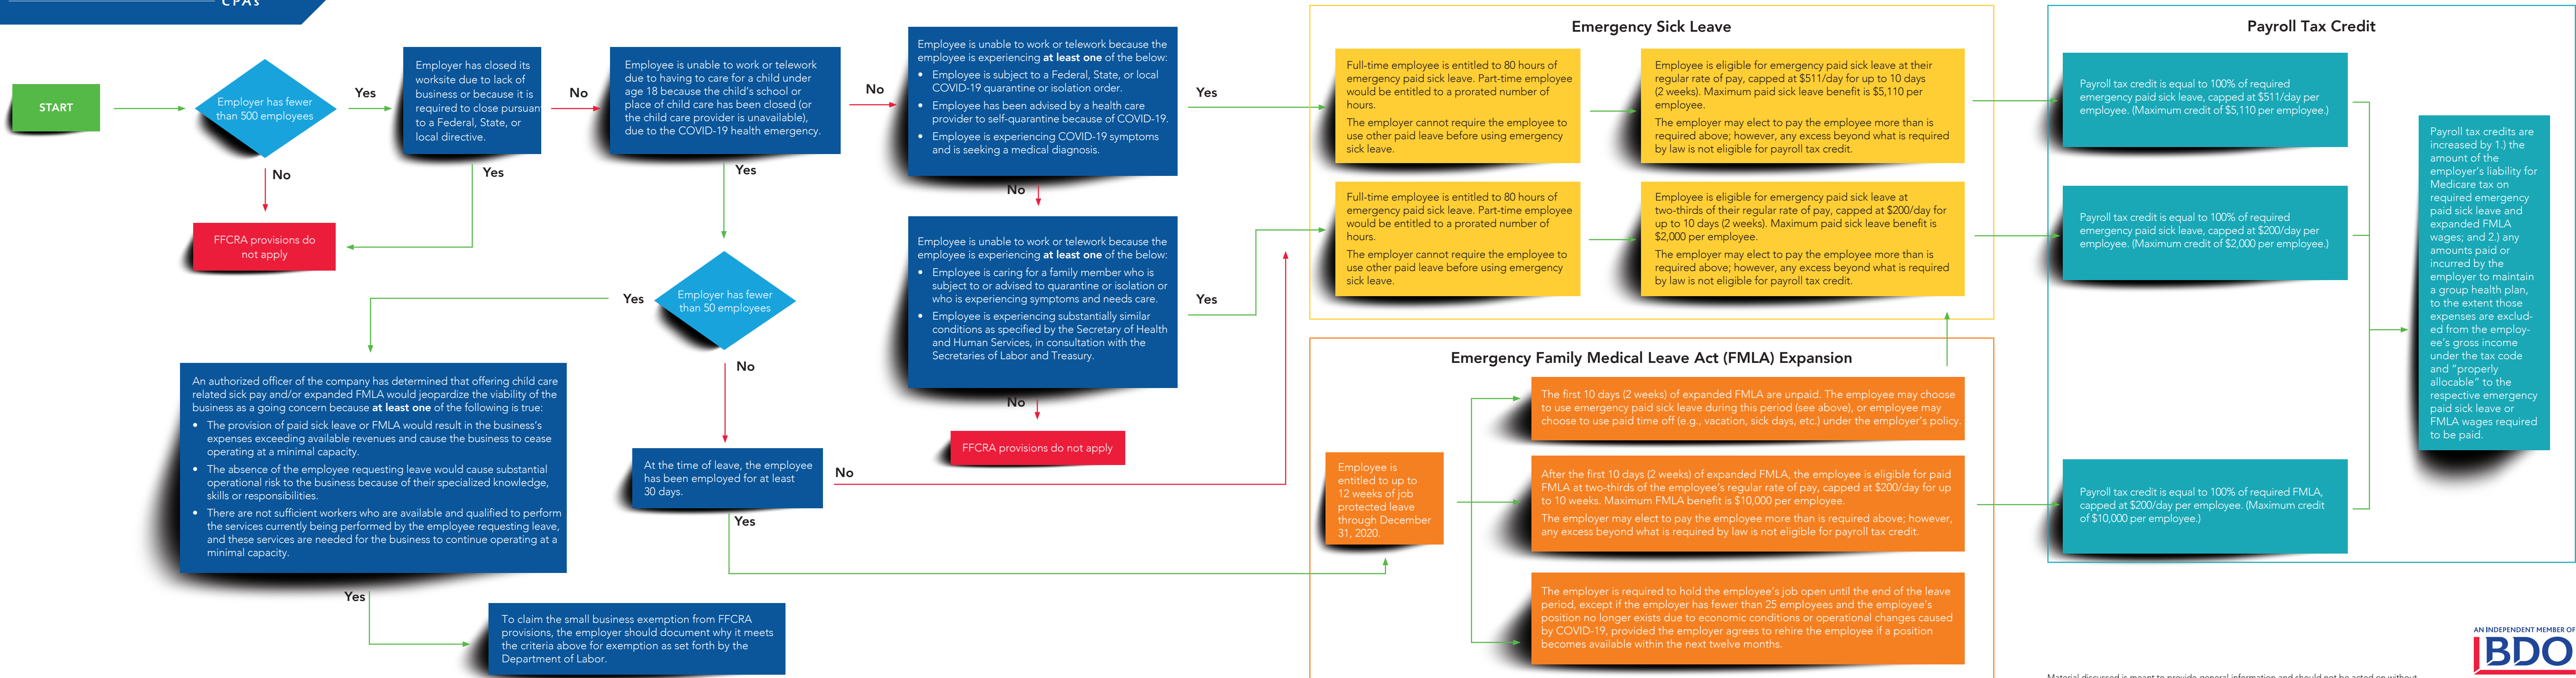 CPAs
START
Employer has fewer
than 500 employees
Yes
No
FFCRA provisions do
not apply
Employer has closed its
worksite due to lack of
business or because it is
required to close pursuant
to a Federal, State, or
local directive.
No
Yes
Employee is unable to work or telework
due to having to care for a child under
age 18 because the child's school or
place of child care has been closed (or
the child care provider is unavailable),
due to the COVID-19 health emergency.
No
Yes
Employer has fewer
than 50 employees
Yes
No
An authorized officer of the company has determined that offering child care
related sick pay and/or expanded FMLA would jeopardize the viability of the
business as a going concern because at least one of the following is true:
• The provision of paid sick leave or FMLA would result in the business's
expenses exceeding available revenues and cause the business to cease
operating at a minimal capacity.
• The absence of the employee requesting leave would cause substantial
operational risk to the business because of their specialized knowledge,
skills or responsibilities.
• There are not sufficient workers who are available and qualified to perform
the services currently being performed by the employee requesting leave,
and these services are needed for the business to continue operating at a
minimal capacity.
Yes
To claim the small business exemption from FFCRA
provisions, the employer should document why it meets
the criteria above for exemption as set forth by the
Department of Labor.
At the time of leave, the employee
has been employed for at least
30 days.
No
Yes
Employee is unable to work or telework because the
employee is experiencing at least one of the below:
• Employee is subject to a Federal, State, or local
COVID-19 quarantine or isolation order.
• Employee has been advised by a health care
provider to self-quarantine because of COVID-19.
• Employee is experiencing COVID-19 symptoms
and is seeking a medical diagnosis.
Yes
No
Employee is unable to work or telework because the
employee is experiencing at least one of the below:
• Employee is caring for a family member who is
subject to or advised to quarantine or isolation or
who is experiencing symptoms and needs care.
• Employee is experiencing substantially similar
conditions as specified by the Secretary of Health
and Human Services, in consultation with the
Secretaries of Labor and Treasury.
Yes
No
FFCRA provisions do not apply
Emergency Sick Leave
Full-time employee is entitled to 80 hours of
emergency paid sick leave. Part-time employee
would be entitled to a prorated number of
hours.
The employer cannot require the employee to
use other paid leave before using emergency
sick leave.
Employee is eligible for emergency paid sick leave at their
regular rate of pay, capped at $511/day for up to 10 days
(2 weeks). Maximum paid sick leave benefit is $5,110 per
employee.
The employer may elect to pay the employee more than is
required above; however, any excess beyond what is required
by law is not eligible for payroll tax credit.
Full-time employee is entitled to 80 hours of
emergency paid sick leave. Part-time employee
would be entitled to a prorated number of
hours.
The employer cannot require the employee to
use other paid leave before using emergency
sick leave.
Employee is eligible for emergency paid sick leave at
two-thirds of their regular rate of pay, capped at $200/day for
up to 10 days (2 weeks). Maximum paid sick leave benefit is
$2,000 per employee.
The employer may elect to pay the employee more than is
required above; however, any excess beyond what is required
by law is not eligible for payroll tax credit.
Emergency Family Medical Leave Act (FMLA) Expansion
Employee is
entitled to up to
12 weeks of job
protected leave
through December
31, 2020.
The first 10 days (2 weeks) of expanded FMLA are unpaid. The employee may choose
to use emergency paid sick leave during this period (see above), or employee may
choose to use paid time off (e.g., vacation, sick days, etc.) under the employer's policy.
After the first 10 days (2 weeks) of expanded FMLA, the employee is eligible for paid
FMLA at two-thirds of the employee's regular rate of pay, capped at $200/day for up
to 10 weeks. Maximum FMLA benefit is $10,000 per employee.
The employer may elect to pay the employee more than is required above; however,
any excess beyond what is required by law is not eligible for payroll tax credit.
The employer is required to hold the employee's job open until the end of the leave
period, except if the employer has fewer than 25 employees and the employee's
position no longer exists due to economic conditions or operational changes caused
by COVID-19, provided the employer agrees to rehire the employee if a position
becomes available within the next twelve months.
Payroll Tax Credit
Payroll tax credit is equal to 100% of required
emergency paid sick leave, capped at $511/day per
employee. (Maximum credit of $5,110 per employee.)
Payroll tax credit is equal to 100% of required
emergency paid sick leave, capped at $200/day per
employee. (Maximum credit of $2,000 per employee.)
Payroll tax credit is equal to 100% of required FMLA,
capped at $200/day per employee. (Maximum credit
of $10,000 per employee.)
Payroll tax credits are
increased by 1.) the
amount of the
employer's liability for
Medicare tax on
required emergency
paid sick leave and
expanded FMLA
wages; and 2.) any
amounts paid or
incurred by the
employer to maintain
a group health plan,
to the extent those
expenses are exclud-
ed from the employ-
ee's gross income
under the tax code
and "properly
allocable" to the
respective emergency
paid sick leave or
FMLA wages required
to be paid.
AN INDEPENDENT MEMBER OF
BDO
Material discussed is meant to provide general information and should not be acted on without